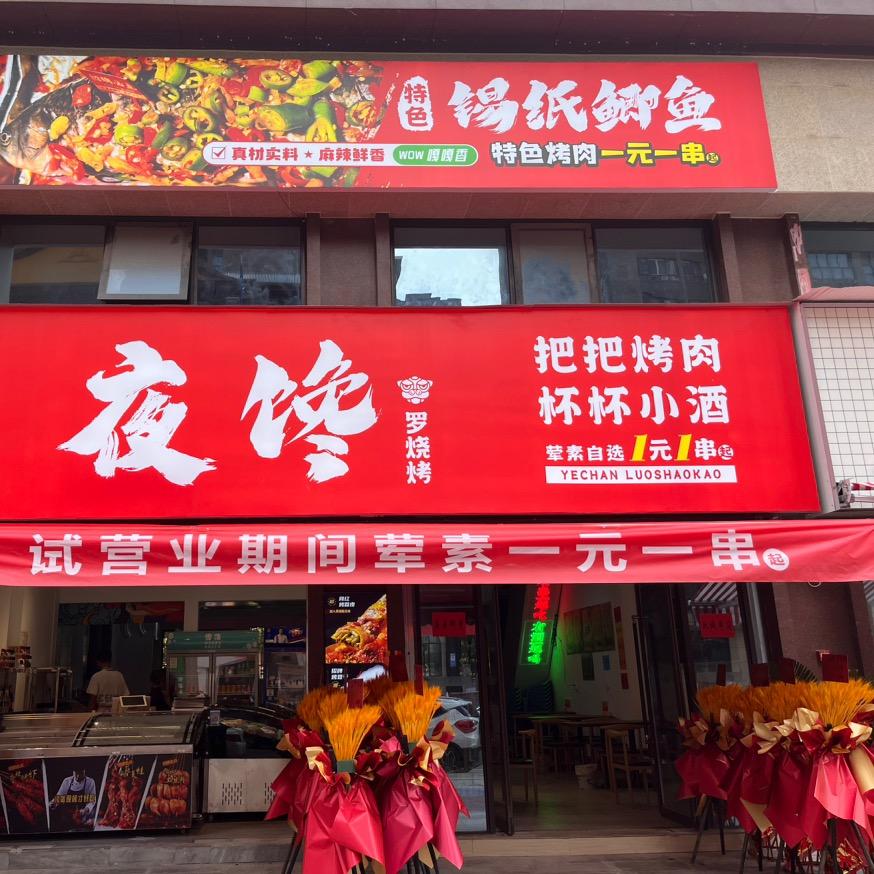 特色
锡纸鲫鱼
真材实料★麻辣鲜香
WOW 嘎嘎香
特色烤肉一元一串起
夜馋
罗烧烤
把把烤肉
杯杯小酒
荤素自选1元1串起
YECHAN LUOSHAOKAO
试营业期间荤素一元一串起